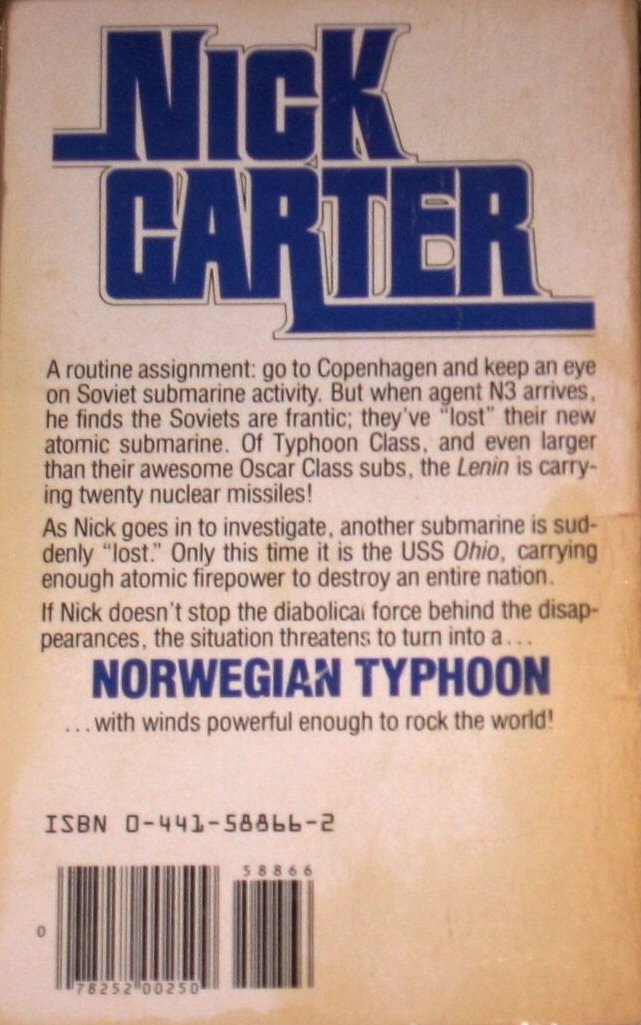 NICK
CARTER
A routine assignment: go to Copenhagen and keep an eye
on Soviet submarine activity. But when agent N3 arrives,
he finds the Soviets are frantic; they've "lost" their new
atomic submarine. Of Typhoon Class, and even larger
than their awesome Oscar Class subs, the Lenin is carry-
ing twenty nuclear missiles!
As Nick goes in to investigate, another submarine is sud-
denly "lost." Only this time it is the USS Ohio, carrying
enough atomic firepower to destroy an entire nation.
If Nick doesn't stop the diabolical force behind the disap-
pearances, the situation threatens to turn into a...
NORWEGIAN TYPHOON
...with winds powerful enough to rock the world!
ISBN 0-441-58866-2
58866
0 78252 00250